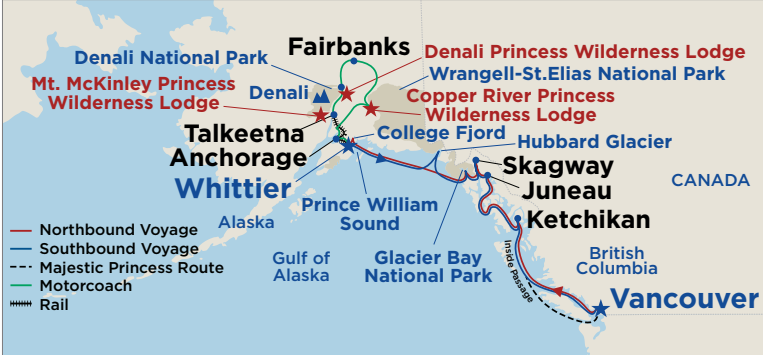 Fairbanks
Denali National Park
Denali Princess Wilderness Lodge
Wrangell-St.Elias National Park
Mt. McKinley Princess
Wilderness Lodge
Denali
Copper River Princess
Wilderness Lodge
Talkeetna
Anchorage
College Fjord
Hubbard Glacier
Whittier
Skagway
Juneau
CANADA
Prince William
Sound
Ketchikan
Alaska
Northbound Voyage
Southbound Voyage
Majestic Princess Route
Motorcoach
Rail
Gulf of
Alaska
Glacier Bay
National Park
Inside Passage
British
Columbia
Vancouver